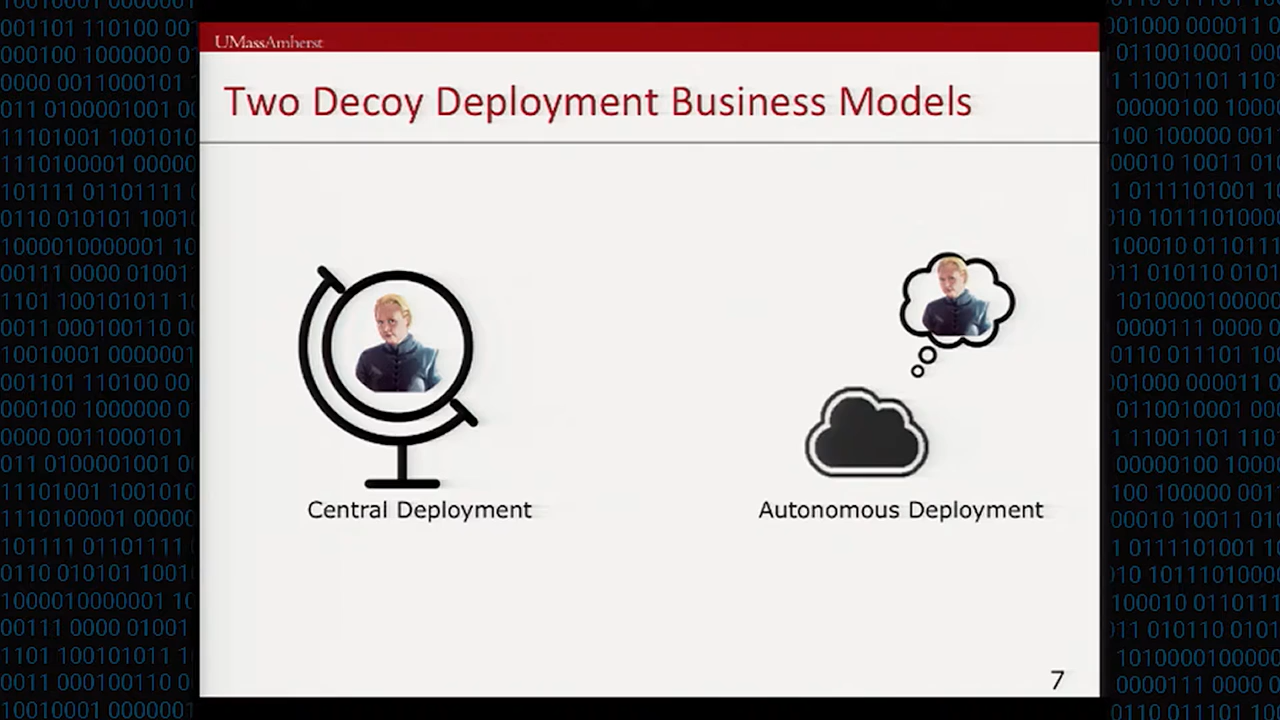 UMassAmherst
Two Decoy Deployment Business Models
Central Deployment
Autonomous Deployment
7